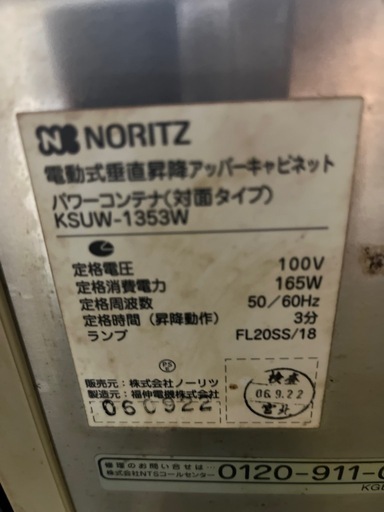 NORITZ
電動式垂直昇降アッパーキャビネット
パワーコンテナ(対面タイプ)
KSUW-1353W
定格電圧 100V
定格消費電力 165W
定格周波数 50/60Hz
定格時間(昇降動作) 3分
ランプ FL20SS/18
販売元:株式会社ノーリツ
製造元:福仲電機株式会社
060922
検査
06.9.22
修理のお問い合せは…
株式会社NTSコールセンター
0120-911-0